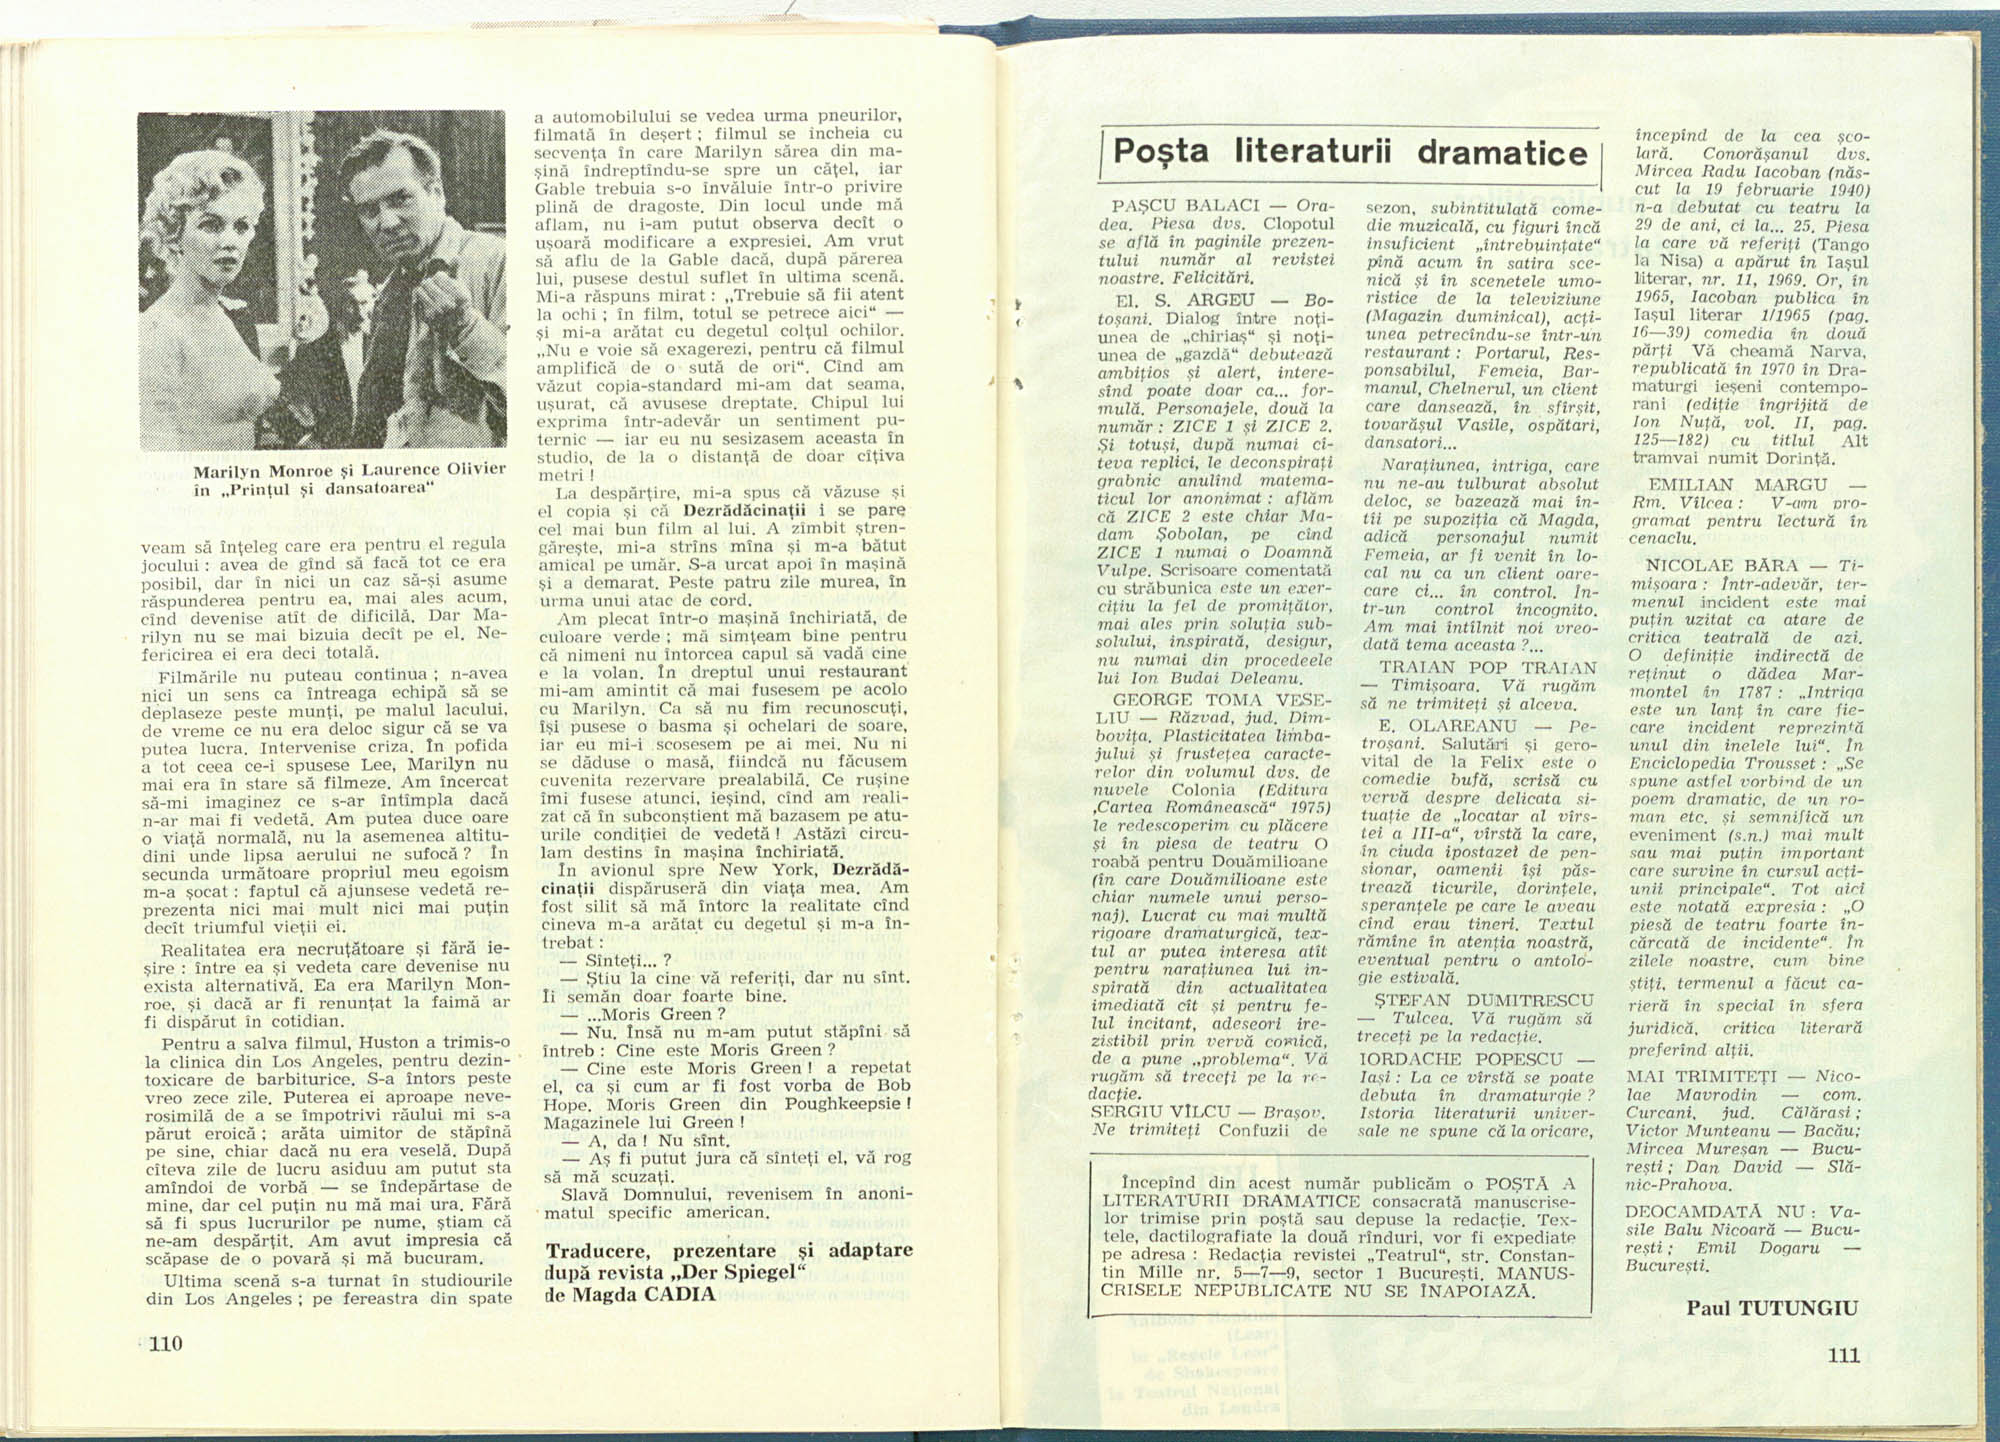 Marilyn Monroe și Laurence Olivier
în „Prințul și dansatoarea“
veam să înțeleg care era pentru el regula
jocului : avea de gînd să facă tot ce era
posibil, dar în nici un caz să-și asume
răspunderea pentru ea, mai ales acum,
cînd devenise atît de dificilă. Dar Ma-
rilyn nu se mai bizuia decît pe el. Ne-
fericirea ei era deci totală.
Filmările nu puteau continua ; n-avea
nici un sens ca întreaga echipă să se
deplaseze peste munți, pe malul lacului,
de vreme ce nu era deloc sigur că se va
putea lucra. Intervenise criza. În pofida
a tot ceea ce-i spusese Lee, Marilyn nu
mai era în stare să filmeze. Am încercat
să-mi imaginez ce s-ar întîmpla dacă
n-ar mai fi vedetă. Am putea duce oare
o viață normală, nu la asemenea altitu-
dini unde lipsa aerului ne sufocă ? În
secunda următoare propriul meu egoism
m-a șocat : faptul că ajunsese vedetă re-
prezenta nici mai mult nici mai puțin
decît triumful vieții ei.
Realitatea era necruțătoare și fără ie-
șire : între ea și vedeta care devenise nu
exista alternativă. Ea era Marilyn Mon-
roe, și dacă ar fi renunțat la faimă ar
fi dispărut în cotidian.
Pentru a salva filmul, Huston a trimis-o
la clinica din Los Angeles, pentru dezin-
toxicare de barbiturice. S-a întors peste
vreo zece zile. Puterea ei aproape neve-
rosimilă de a se împotrivi răului mi s-a
părut eroică ; arăta uimitor de stăpînă
pe sine, chiar dacă nu era veselă. După
cîteva zile de lucru asiduu am putut sta
amîndoi de vorbă — se îndepărtase de
mine, dar cel puțin nu mă mai ura. Fără
să fi spus lucrurilor pe nume, știam că
ne-am despărțit. Am avut impresia că
scăpase de o povară și mă bucuram.
Ultima scenă s-a turnat în studiourile
din Los Angeles ; pe fereastra din spate
110
a automobilului se vedea urma pneurilor,
filmată în deșert ; filmul se încheia cu
secvența în care Marilyn sărea din ma-
șină îndreptîndu-se spre un cățel, iar
Gable trebuia s-o învăluie într-o privire
plină de dragoste. Din locul unde mă
aflam, nu i-am putut observa decît o
ușoară modificare a expresiei. Am vrut
să aflu de la Gable dacă, după părerea
lui, pusese destul suflet în ultima scenă.
Mi-a răspuns mirat : „Trebuie să fii atent
la ochi ; în film, totul se petrece aici“ —
și mi-a arătat cu degetul colțul ochilor.
„Nu e voie să exagerezi, pentru că filmul
amplifică de o sută de ori“. Cînd am
văzut copia-standard mi-am dat seama,
ușurat, că avusese dreptate. Chipul lui
exprima într-adevăr un sentiment pu-
ternic — iar eu nu sesizasem aceasta în
studio, de la o distanță de doar cîțiva
metri !
La despărțire, mi-a spus că văzuse și
el copia și că Dezrădăcinații i se pare
cel mai bun film al lui. A zîmbit ștren-
gărește, mi-a strîns mîna și m-a bătut
amical pe umăr. S-a urcat apoi în mașină
și a demarat. Peste patru zile murea, în
urma unui atac de cord.
Am plecat într-o mașină închiriată, de
culoare verde ; mă simțeam bine pentru
că nimeni nu întorcea capul să vadă cine
e la volan. În dreptul unui restaurant
mi-am amintit că mai fusesem pe acolo
cu Marilyn. Ca să nu fim recunoscuți,
își pusese o basma și ochelari de soare,
iar eu mi-i scosesem pe ai mei. Nu ni
se dăduse o masă, fiindcă nu făcusem
cuvenita rezervare prealabilă. Ce rușine
îmi fusese atunci, ieșind, cînd am reali-
zat că în subconștient mă bazasem pe atu-
urile condiției de vedetă ! Astăzi circu-
lam destins în mașina închiriată.
În avionul spre New York, Dezrădă-
cinații dispăruseră din viața mea. Am
fost silit să mă întorc la realitate cînd
cineva m-a arătat cu degetul și m-a în-
trebat :
— Sînteți... ?
— Știu la cine vă referiți, dar nu sînt.
Îi semăn doar foarte bine.
— ...Moris Green ?
— Nu. Însă nu m-am putut stăpîni să
întreb : Cine este Moris Green ?
— Cine este Moris Green ! a repetat
el, ca și cum ar fi fost vorba de Bob
Hope. Moris Green din Poughkeepsie !
Magazinele lui Green !
— A, da ! Nu sînt.
— Aș fi putut jura că sînteți el, vă rog
să mă scuzați.
Slavă Domnului, revenisem în anoni-
matul specific american.
Traducere, prezentare și adaptare
după revista „Der Spiegel“
de Magda CADIA
Poșta literaturii dramatice
PAȘCU BALACI — Ora-
dea. Piesa dvs. Clopotul
se află în paginile prezen-
tului număr al revistei
noastre. Felicitări.
El. S. ARGEU — Bo-
toșani. Dialog între noți-
unea de „chiriaș“ și noți-
unea de „gazdă“ debutează
ambițios și alert, intere-
sînd poate doar ca... for-
mulă. Personajele, două la
număr : ZICE 1 și ZICE 2.
Și totuși, după numai cî-
teva replici, le deconspirați
grabnic anulînd matema-
ticul lor anonimat : aflăm
că ZICE 2 este chiar Ma-
dam Șobolan, pe cînd
ZICE 1 numai o Doamnă
Vulpe. Scrisoare comentată
cu străbunica este un exer-
cițiu la fel de promițător,
mai ales prin soluția sub-
solului, inspirată, desigur,
nu numai din procedeele
lui Ion Budai Deleanu.
GEORGE TOMA VESE-
LIU — Răzvad, jud. Dîm-
bovița. Plasticitatea limba-
jului și frustețea caracte-
relor din volumul dvs. de
nuvele Colonia (Editura
„Cartea Românească“ 1975)
le redescoperim cu plăcere
și în piesa de teatru O
roabă pentru Douămilioane
(în care Douămilioane este
chiar numele unui perso-
naj). Lucrat cu mai multă
rigoare dramaturgică, tex-
tul ar putea interesa atît
pentru narațiunea lui in-
spirată din actualitatea
imediată cît și pentru fe-
lul incitant, adeseori ire-
zistibil prin vervă comică,
de a pune „problema“. Vă
rugăm să treceți pe la re-
dacție.
SERGIU VÎLCU — Brașov.
Ne trimiteți Confuzii de
sezon, subintitulată come-
die muzicală, cu figuri încă
insuficient „întrebuințate“
pînă acum în satira sce-
nică și în scenetele umo-
ristice de la televiziune
(Magazin duminical), acți-
unea petrecîndu-se într-un
restaurant : Portarul, Res-
ponsabilul, Femeia, Bar-
manul, Chelnerul, un client
care dansează, în sfîrșit,
tovarășul Vasile, ospătari,
dansatori...
Narațiunea, intriga, care
nu ne-au tulburat absolut
deloc, se bazează mai în-
tîi pe supoziția că Magda,
adică personajul numit
Femeia, ar fi venit în lo-
cal nu ca un client oare-
care ci... în control. În-
tr-un control incognito.
Am mai întîlnit noi vreo-
dată tema aceasta ?...
TRAIAN POP TRAIAN
— Timișoara. Vă rugăm
să ne trimiteți și alceva.
E. OLAREANU — Pe-
troșani. Salutări și gero-
vital de la Felix este o
comedie bufă, scrisă cu
vervă despre delicata si-
tuație de „locatar al vîrs-
tei a III-a“, vîrstă la care,
în ciuda ipostazei de pen-
sionar, oamenii își păs-
trează ticurile, dorințele,
speranțele pe care le aveau
cînd erau tineri. Textul
rămîne în atenția noastră,
eventual pentru o antolo-
gie estivală.
ȘTEFAN DUMITRESCU
— Tulcea. Vă rugăm să
treceți pe la redacție.
IORDACHE POPESCU —
Iași : La ce vîrstă se poate
debuta în dramaturgie ?
Istoria literaturii univer-
sale ne spune că la oricare,
începînd de la cea șco-
lară. Conorășanul dvs.
Mircea Radu Iacoban (năs-
cut la 19 februarie 1940)
n-a debutat cu teatru la
29 de ani, ci la... 25. Piesa
la care vă referiți (Tango
la Nisa) a apărut în Iașul
literar, nr. 11, 1969. Or, în
1965, Iacoban publica în
Iașul literar 1/1965 (pag.
16—39) comedia în două
părți Vă cheamă Narva,
republicată în 1970 în Dra-
maturgi ieșeni contempo-
rani (ediție îngrijită de
Ion Nuță, vol. II, pag.
125—182) cu titlul Alt
tramvai numit Dorință.
EMILIAN MARGU —
Rm. Vîlcea : V-am pro-
gramat pentru lectură în
cenaclu.
NICOLAE BĂRA — Ti-
mișoara : Într-adevăr, ter-
menul incident este mai
puțin uzitat ca atare de
critica teatrală de azi.
O definiție indirectă de
reținut o dădea Mar-
montel în 1787 : „Intriga
este un lanț în care fie-
care incident reprezintă
unul din inelele lui“. În
Enciclopedia Trousset : „Se
spune astfel vorbind de un
poem dramatic, de un ro-
man etc. și semnifică un
eveniment (s.n.) mai mult
sau mai puțin important
care survine în cursul acți-
unii principale“. Tot aici
este notată expresia : „O
piesă de teatru foarte în-
cărcată de incidente“. În
zilele noastre, cum bine
știți, termenul a făcut ca-
rieră în special în sfera
juridică, critica literară
preferînd alții.
MAI TRIMITEȚI — Nico-
lae Mavrodin — com.
Curcani, jud. Călărași ;
Victor Munteanu — Bacău;
Mircea Mureșan — Bucu-
rești ; Dan David — Slă-
nic-Prahova.
DEOCAMDATĂ NU : Va-
sile Balu Nicoară — Bucu-
rești ; Emil Dogaru —
București.
Paul TUTUNGIU
Începînd din acest număr publicăm o POȘTĂ A
LITERATURII DRAMATICE consacrată manuscrise-
lor trimise prin poștă sau depuse la redacție. Tex-
tele, dactilografiate la două rînduri, vor fi expediate
pe adresa : Redacția revistei „Teatrul“, str. Constan-
tin Mille nr. 5—7—9, sector 1 București. MANUS-
CRISELE NEPUBLICATE NU SE ÎNAPOIAZĂ.
111